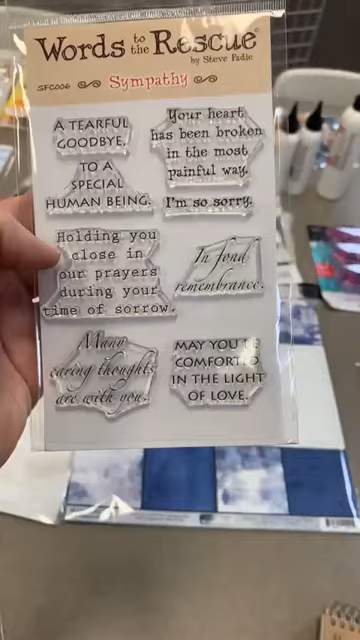 Words to the Rescue
by Steve Padie
SFC006
Sympathy
A TEARFUL
GOODBYE,
TO A
SPECIAL
HUMAN BEING.
Your heart
has been broken
in the most
painful way.
I'm so sorry.
Holding you
close in
our prayers
during your
time of sorrow.
In fond
remembrance.
Many
caring thoughts
are with you.
MAY YOU BE
COMFORTED
IN THE LIGHT
OF LOVE.